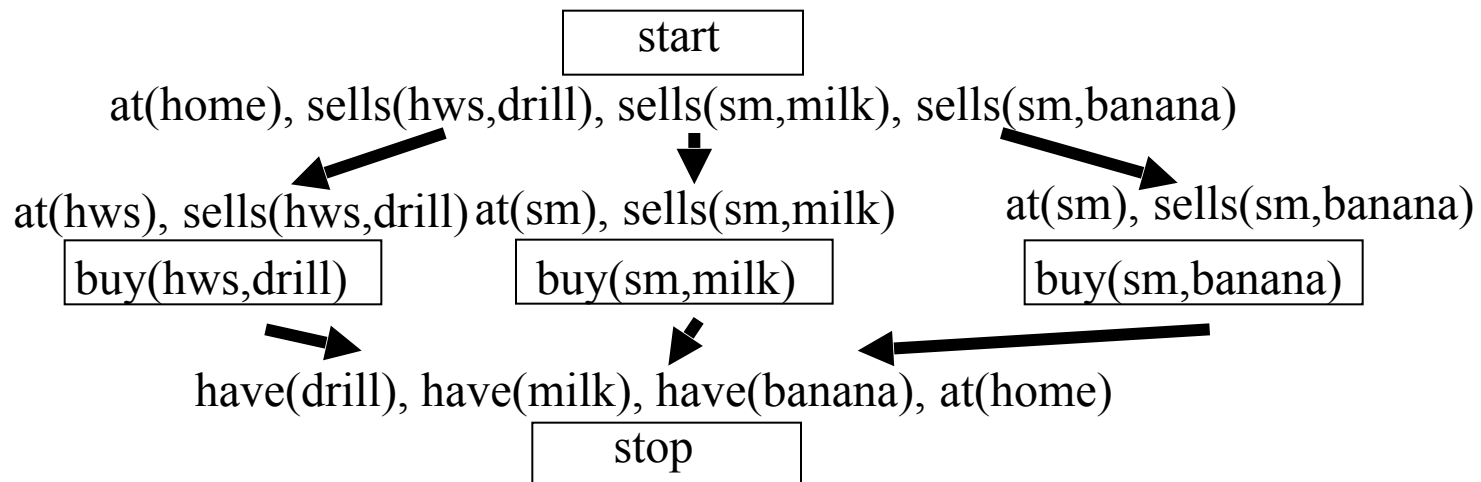 start
at(home), sells(hws,drill), sells(sm,milk), sells(sm,banana)
at(hws), sells(hws,drill) at(sm), sells(sm,milk) at(sm), sells(sm,banana)
buy(hws,drill) buy(sm,milk) buy(sm,banana)
have(drill), have(milk), have(banana), at(home)
stop